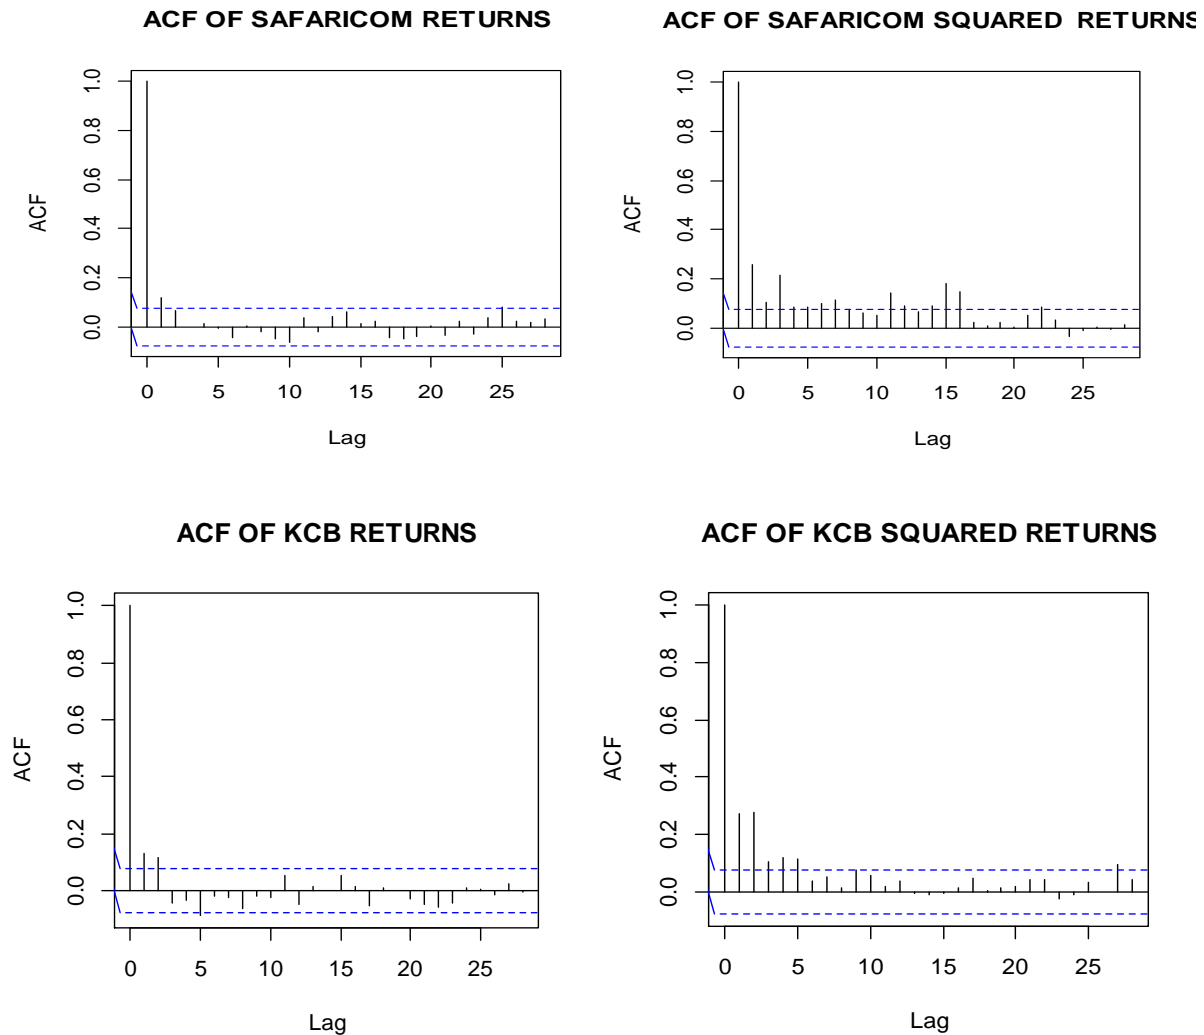 ACF OF SAFARICOM RETURNS
ACF
1.0
0.8
0.6
0.4
0.2
0.0
0 5 10 15 20 25
Lag
ACF OF SAFARICOM SQUARED RETURNS
ACF
1.0
0.8
0.6
0.4
0.2
0.0
0 5 10 15 20 25
Lag
ACF OF KCB RETURNS
ACF
1.0
0.8
0.6
0.4
0.2
0.0
0 5 10 15 20 25
Lag
ACF OF KCB SQUARED RETURNS
ACF
1.0
0.8
0.6
0.4
0.2
0.0
0 5 10 15 20 25
Lag